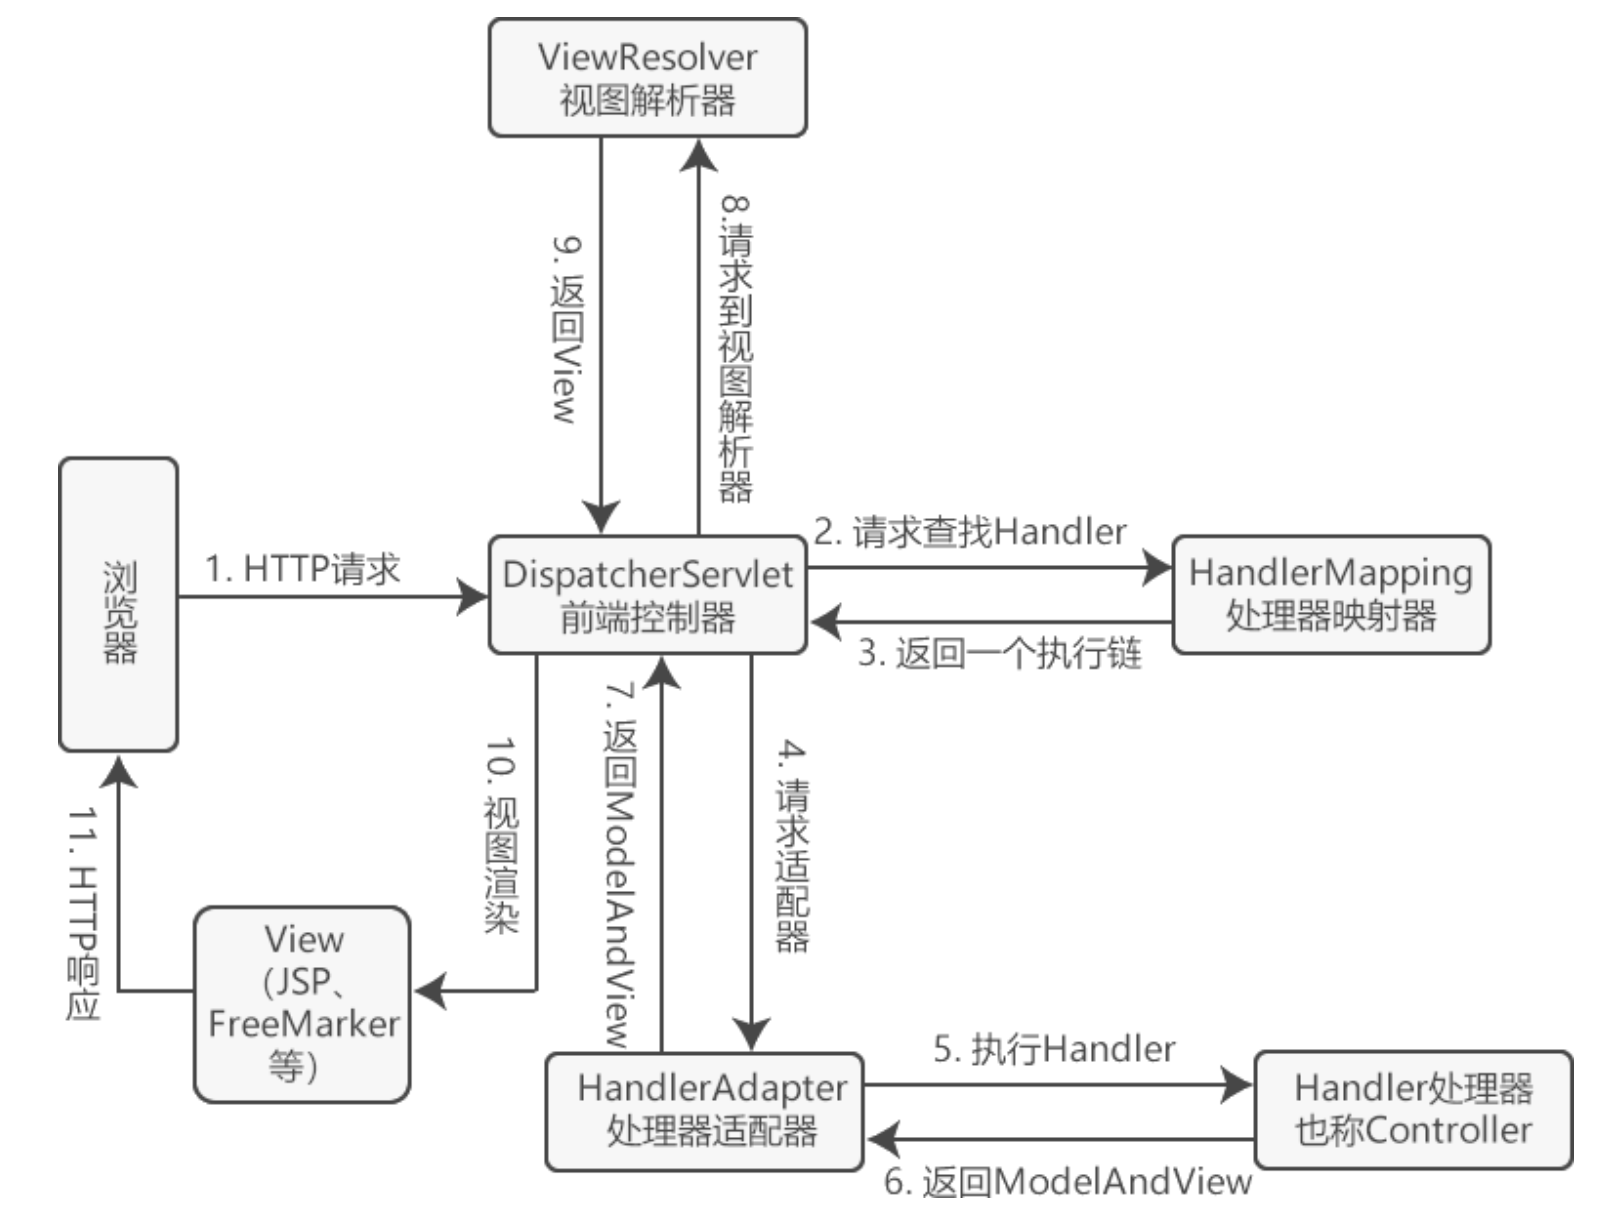 ViewResolver
视图解析器
8.请求到视图解析器
9. 返回View
浏览器
1. HTTP请求
DispatcherServlet
前端控制器
2. 请求查找Handler
HandlerMapping
处理器映射器
3. 返回一个执行链
4. 请求适配器
7. 返回ModelAndView
10. 视图渲染
11. HTTP响应
View
(JSP、
FreeMarker
等)
HandlerAdapter
处理器适配器
5. 执行Handler
Handler处理器
也称Controller
6. 返回ModelAndView